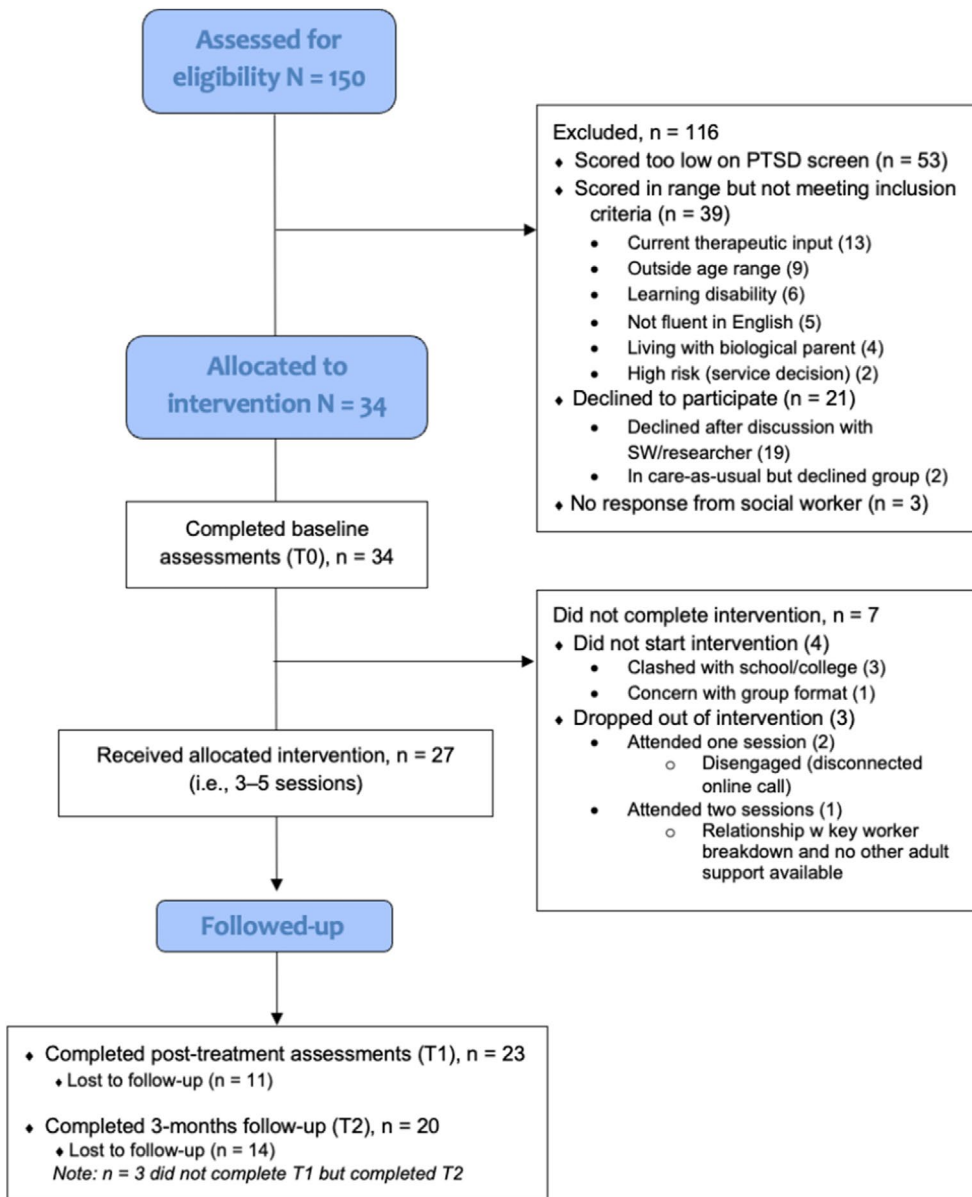 Assessed for
eligibility N = 150
Excluded, n = 116
♦ Scored too low on PTSD screen (n = 53)
♦ Scored in range but not meeting inclusion
criteria (n = 39)
• Current therapeutic input (13)
• Outside age range (9)
• Learning disability (6)
• Not fluent in English (5)
• Living with biological parent (4)
• High risk (service decision) (2)
♦ Declined to participate (n = 21)
• Declined after discussion with
SW/researcher (19)
• In care-as-usual but declined group (2)
♦ No response from social worker (n = 3)
Allocated to
intervention N = 34
Completed baseline
assessments (T0), n = 34
Did not complete intervention, n = 7
♦ Did not start intervention (4)
• Clashed with school/college (3)
• Concern with group format (1)
♦ Dropped out of intervention (3)
• Attended one session (2)
○ Disengaged (disconnected
online call)
• Attended two sessions (1)
○ Relationship w key worker
breakdown and no other adult
support available
Received allocated intervention, n = 27
(i.e., 3–5 sessions)
Followed-up
♦ Completed post-treatment assessments (T1), n = 23
♦ Lost to follow-up (n = 11)
♦ Completed 3-months follow-up (T2), n = 20
♦ Lost to follow-up (n = 14)
Note: n = 3 did not complete T1 but completed T2